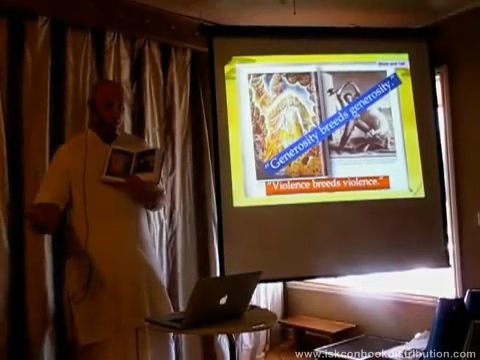 "Generosity breeds generosity."
"Violence breeds violence."
www.iskconbookdistribution.com